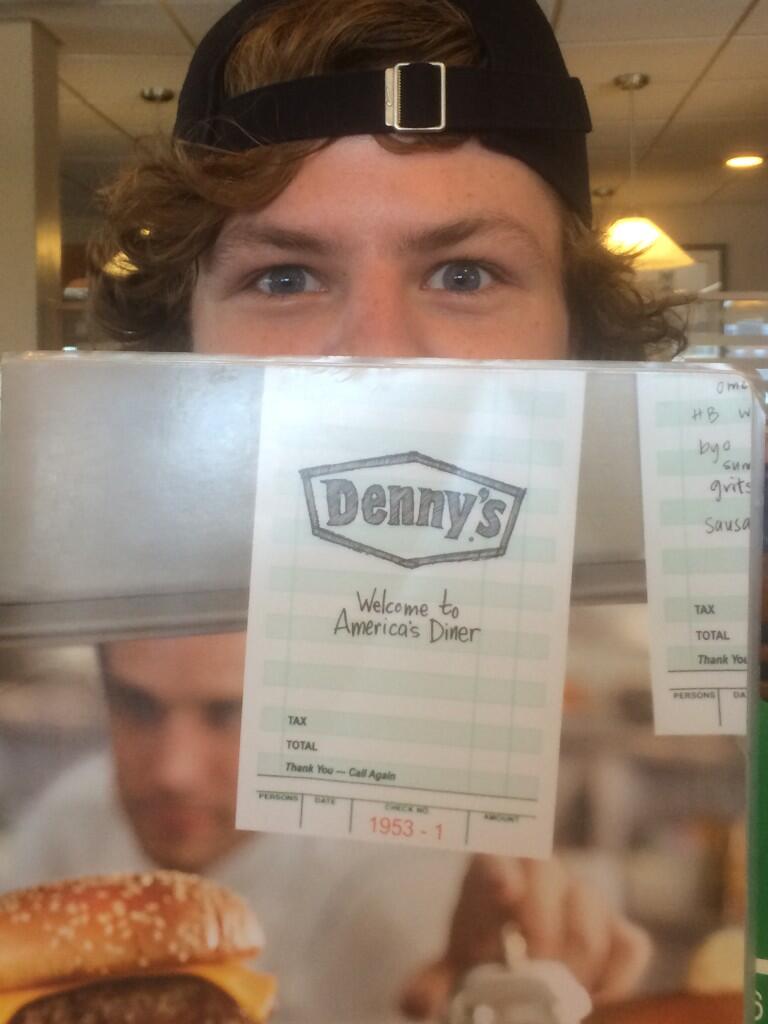 Denny's
Welcome to
America's Diner
TAX
TOTAL
Thank You — Call Again
PERSONS DATE CHECK NO. AMOUNT
1953 - 1
HB
byo
grits
TAX
TOTAL
Thank You
PERSONS